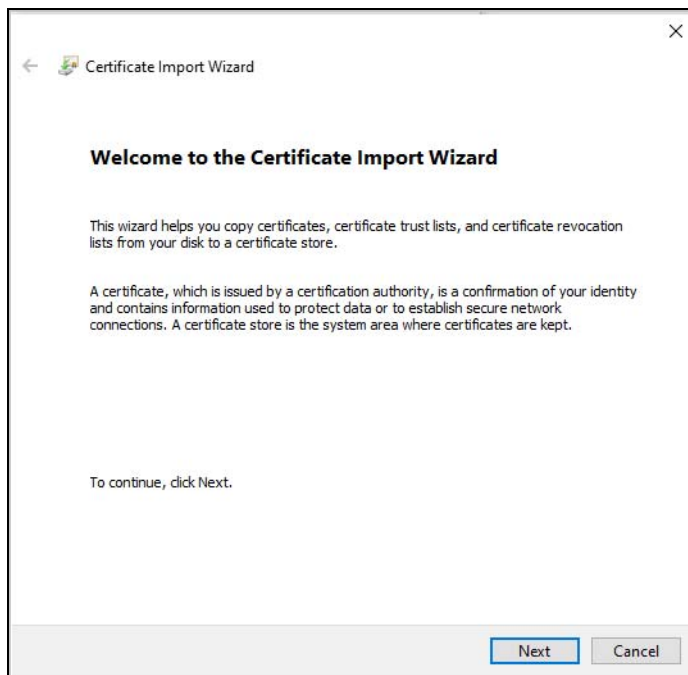 Certificate Import Wizard
Welcome to the Certificate Import Wizard
This wizard helps you copy certificates, certificate trust lists, and certificate revocation
lists from your disk to a certificate store.
A certificate, which is issued by a certification authority, is a confirmation of your identity
and contains information used to protect data or to establish secure network
connections. A certificate store is the system area where certificates are kept.
To continue, click Next.
Next
Cancel